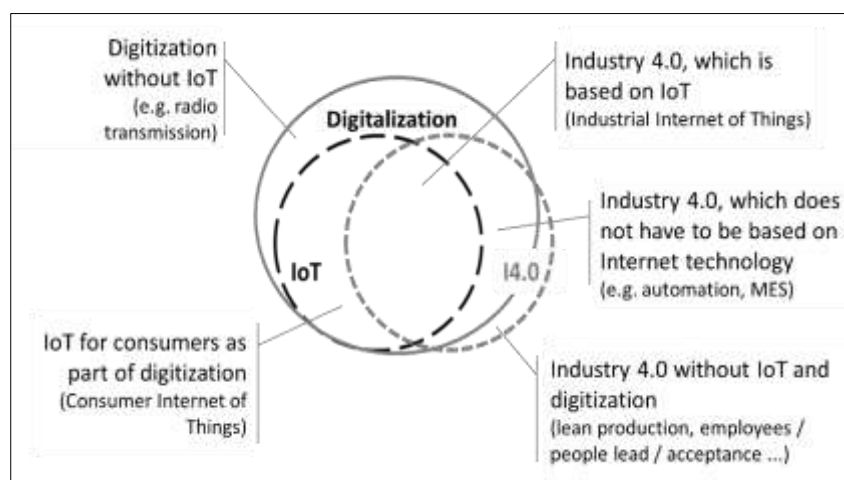 Digitization
without IoT
(e.g. radio
transmission)
Industry 4.0, which is
based on IoT
(Industrial Internet of Things)
Digitalization
Industry 4.0, which does
not have to be based on
Internet technology
(e.g. automation, MES)
IoT
I4.0
IoT for consumers as
part of digitization
(Consumer Internet of
Things)
Industry 4.0 without IoT and
digitization
(lean production, employees /
people lead / acceptance ...)